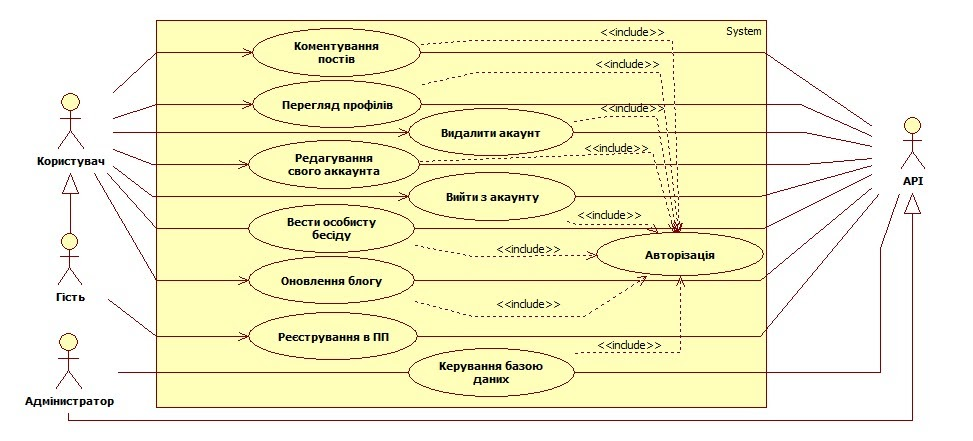 System
<<include>>
Коментування
постів
<<include>>
Перегляд профілів
<<include>>
Видалити акаунт
<<include>>
Користувач
Редагування
свого аккаунта
АРІ
Вийти з акаунту
<<include>>
Вести особисту
бесіду
<<include>>
Авторізація
Гість
Оновлення блогу
<<include>>
Реєстрування в ПП
<<include>>
Керування базою
даних
Адміністратор